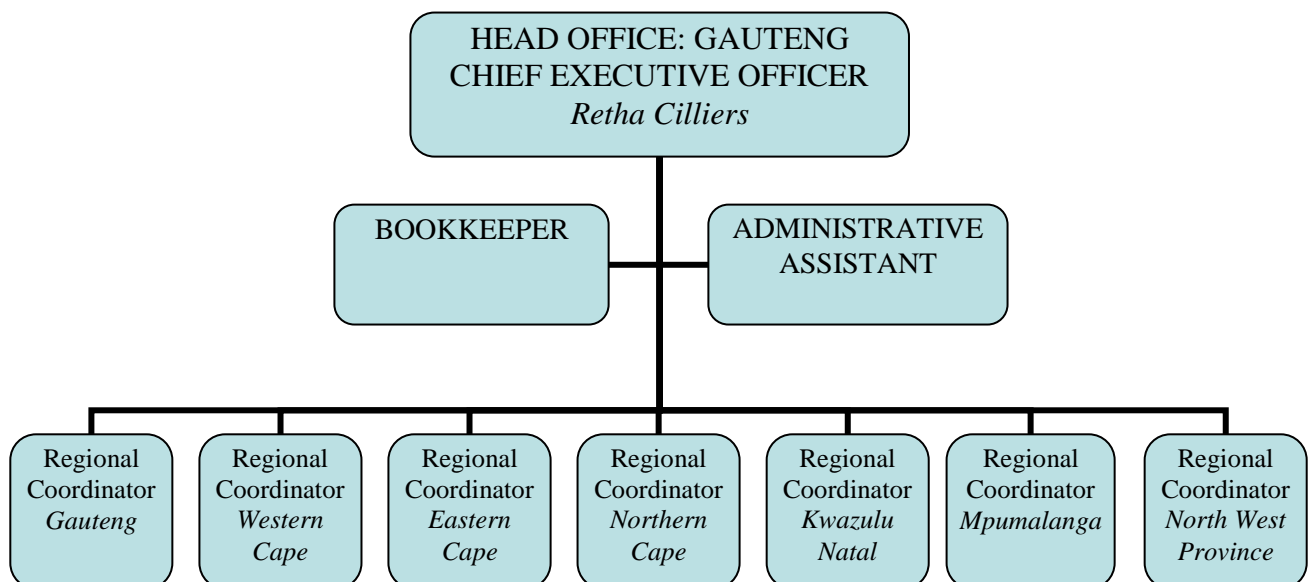 HEAD OFFICE: GAUTENG
CHIEF EXECUTIVE OFFICER
Retha Cilliers
BOOKKEEPER
ADMINISTRATIVE
ASSISTANT
Regional
Coordinator
Gauteng
Regional
Coordinator
Western
Cape
Regional
Coordinator
Eastern
Cape
Regional
Coordinator
Northern
Cape
Regional
Coordinator
Kwazulu
Natal
Regional
Coordinator
Mpumalanga
Regional
Coordinator
North West
Province